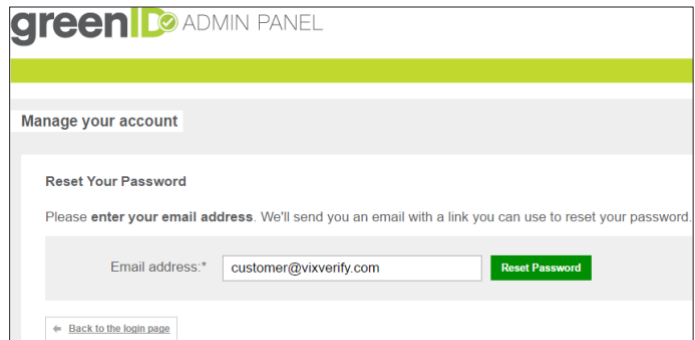 greenID ADMIN PANEL
Manage your account
Reset Your Password
Please enter your email address. We'll send you an email with a link you can use to reset your password.
Email address:* customer@vixverify.com Reset Password
Back to the login page